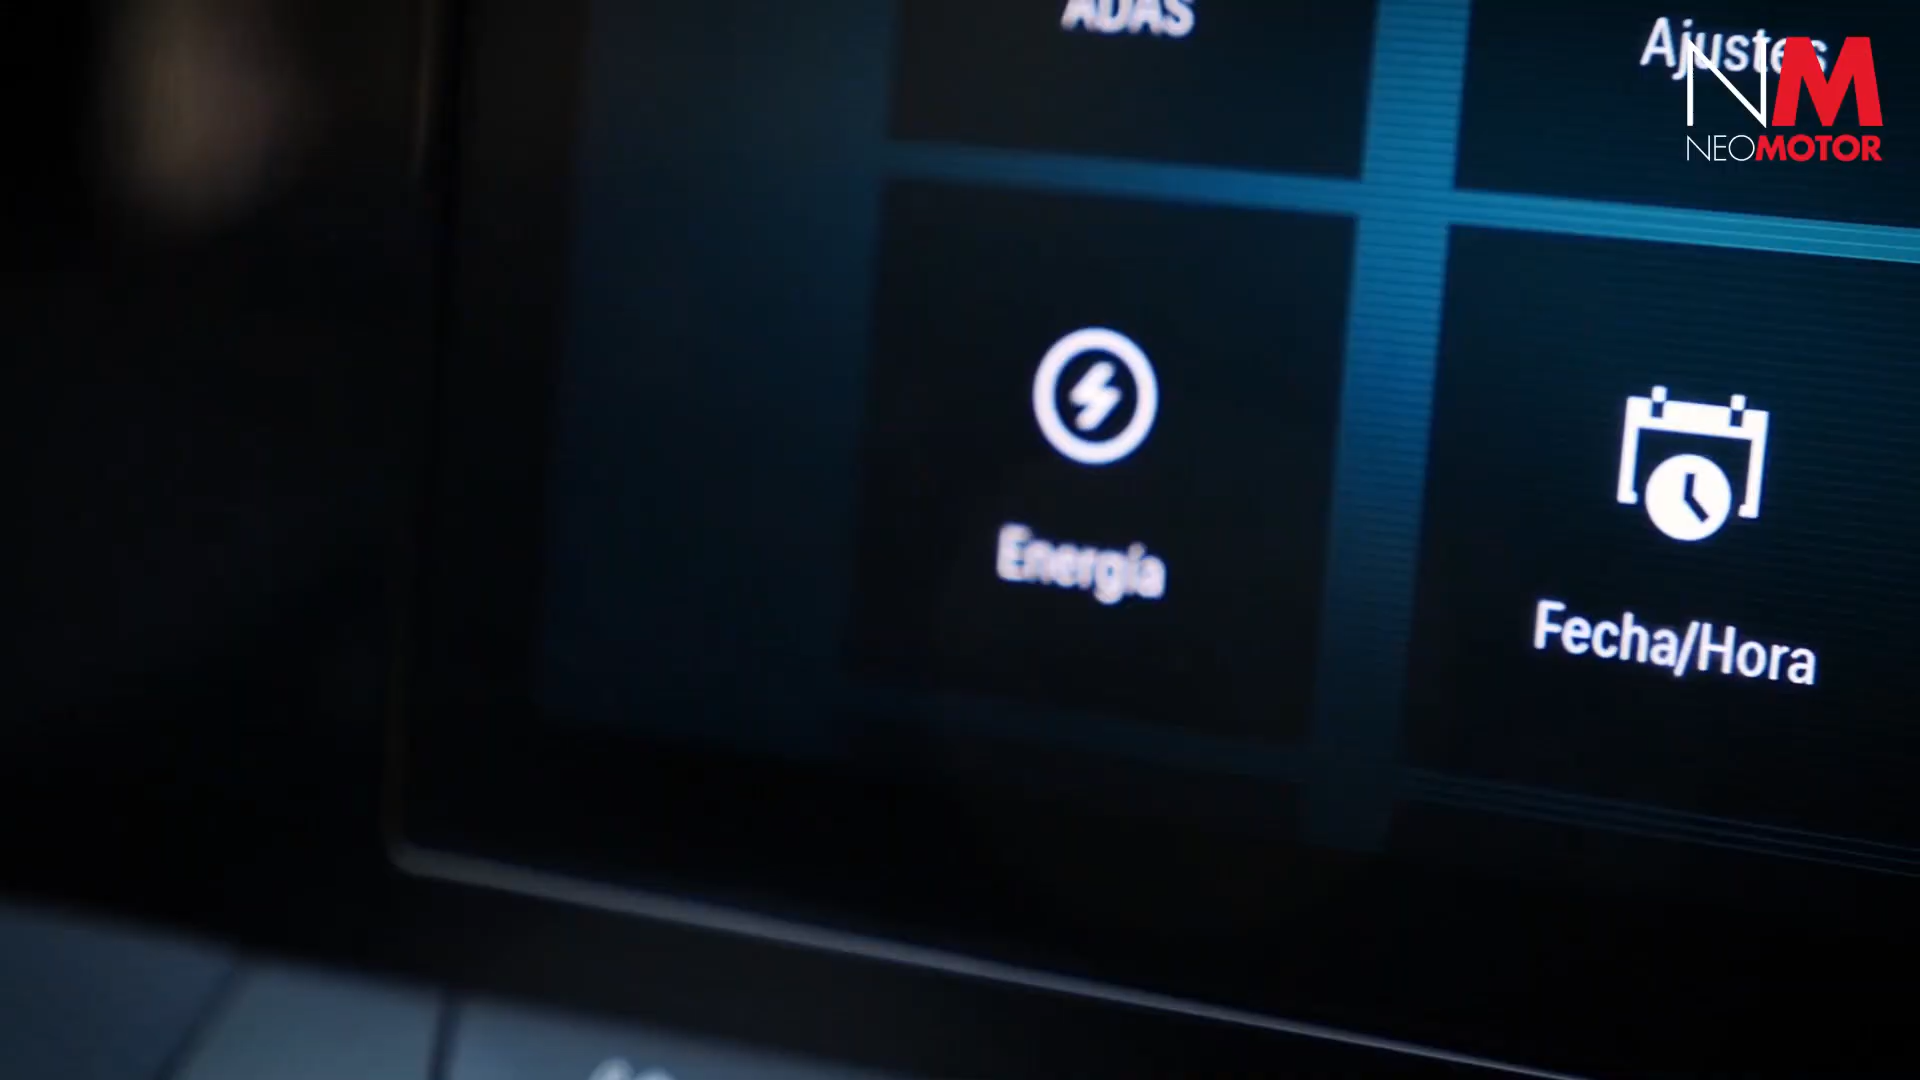 ADAS
Ajustes
NM
NEOMOTOR
Energía
Fecha/Hora